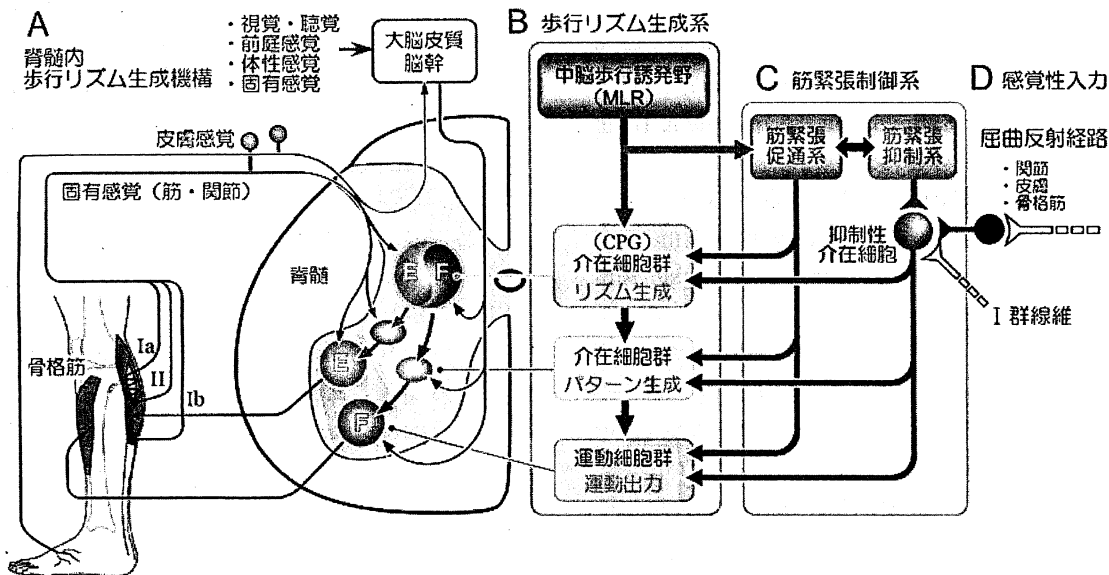 A
脊髄内
歩行リズム生成機構
・視覚・聴覚
・前庭感覚
・体性感覚
・固有感覚
大脳皮質
脳幹
皮膚感覚
固有感覚（筋・関節）
脊髄
E F
E
F
骨格筋
Ia
II
Ib
B 歩行リズム生成系
中脳歩行誘発野
（MLR）
（CPG）
介在細胞群
リズム生成
介在細胞群
パターン生成
運動細胞群
運動出力
C 筋緊張制御系
筋緊張
促通系
筋緊張
抑制系
抑制性
介在細胞
D 感覚性入力
屈曲反射経路
・関節
・皮膚
・骨格筋
I 群線維